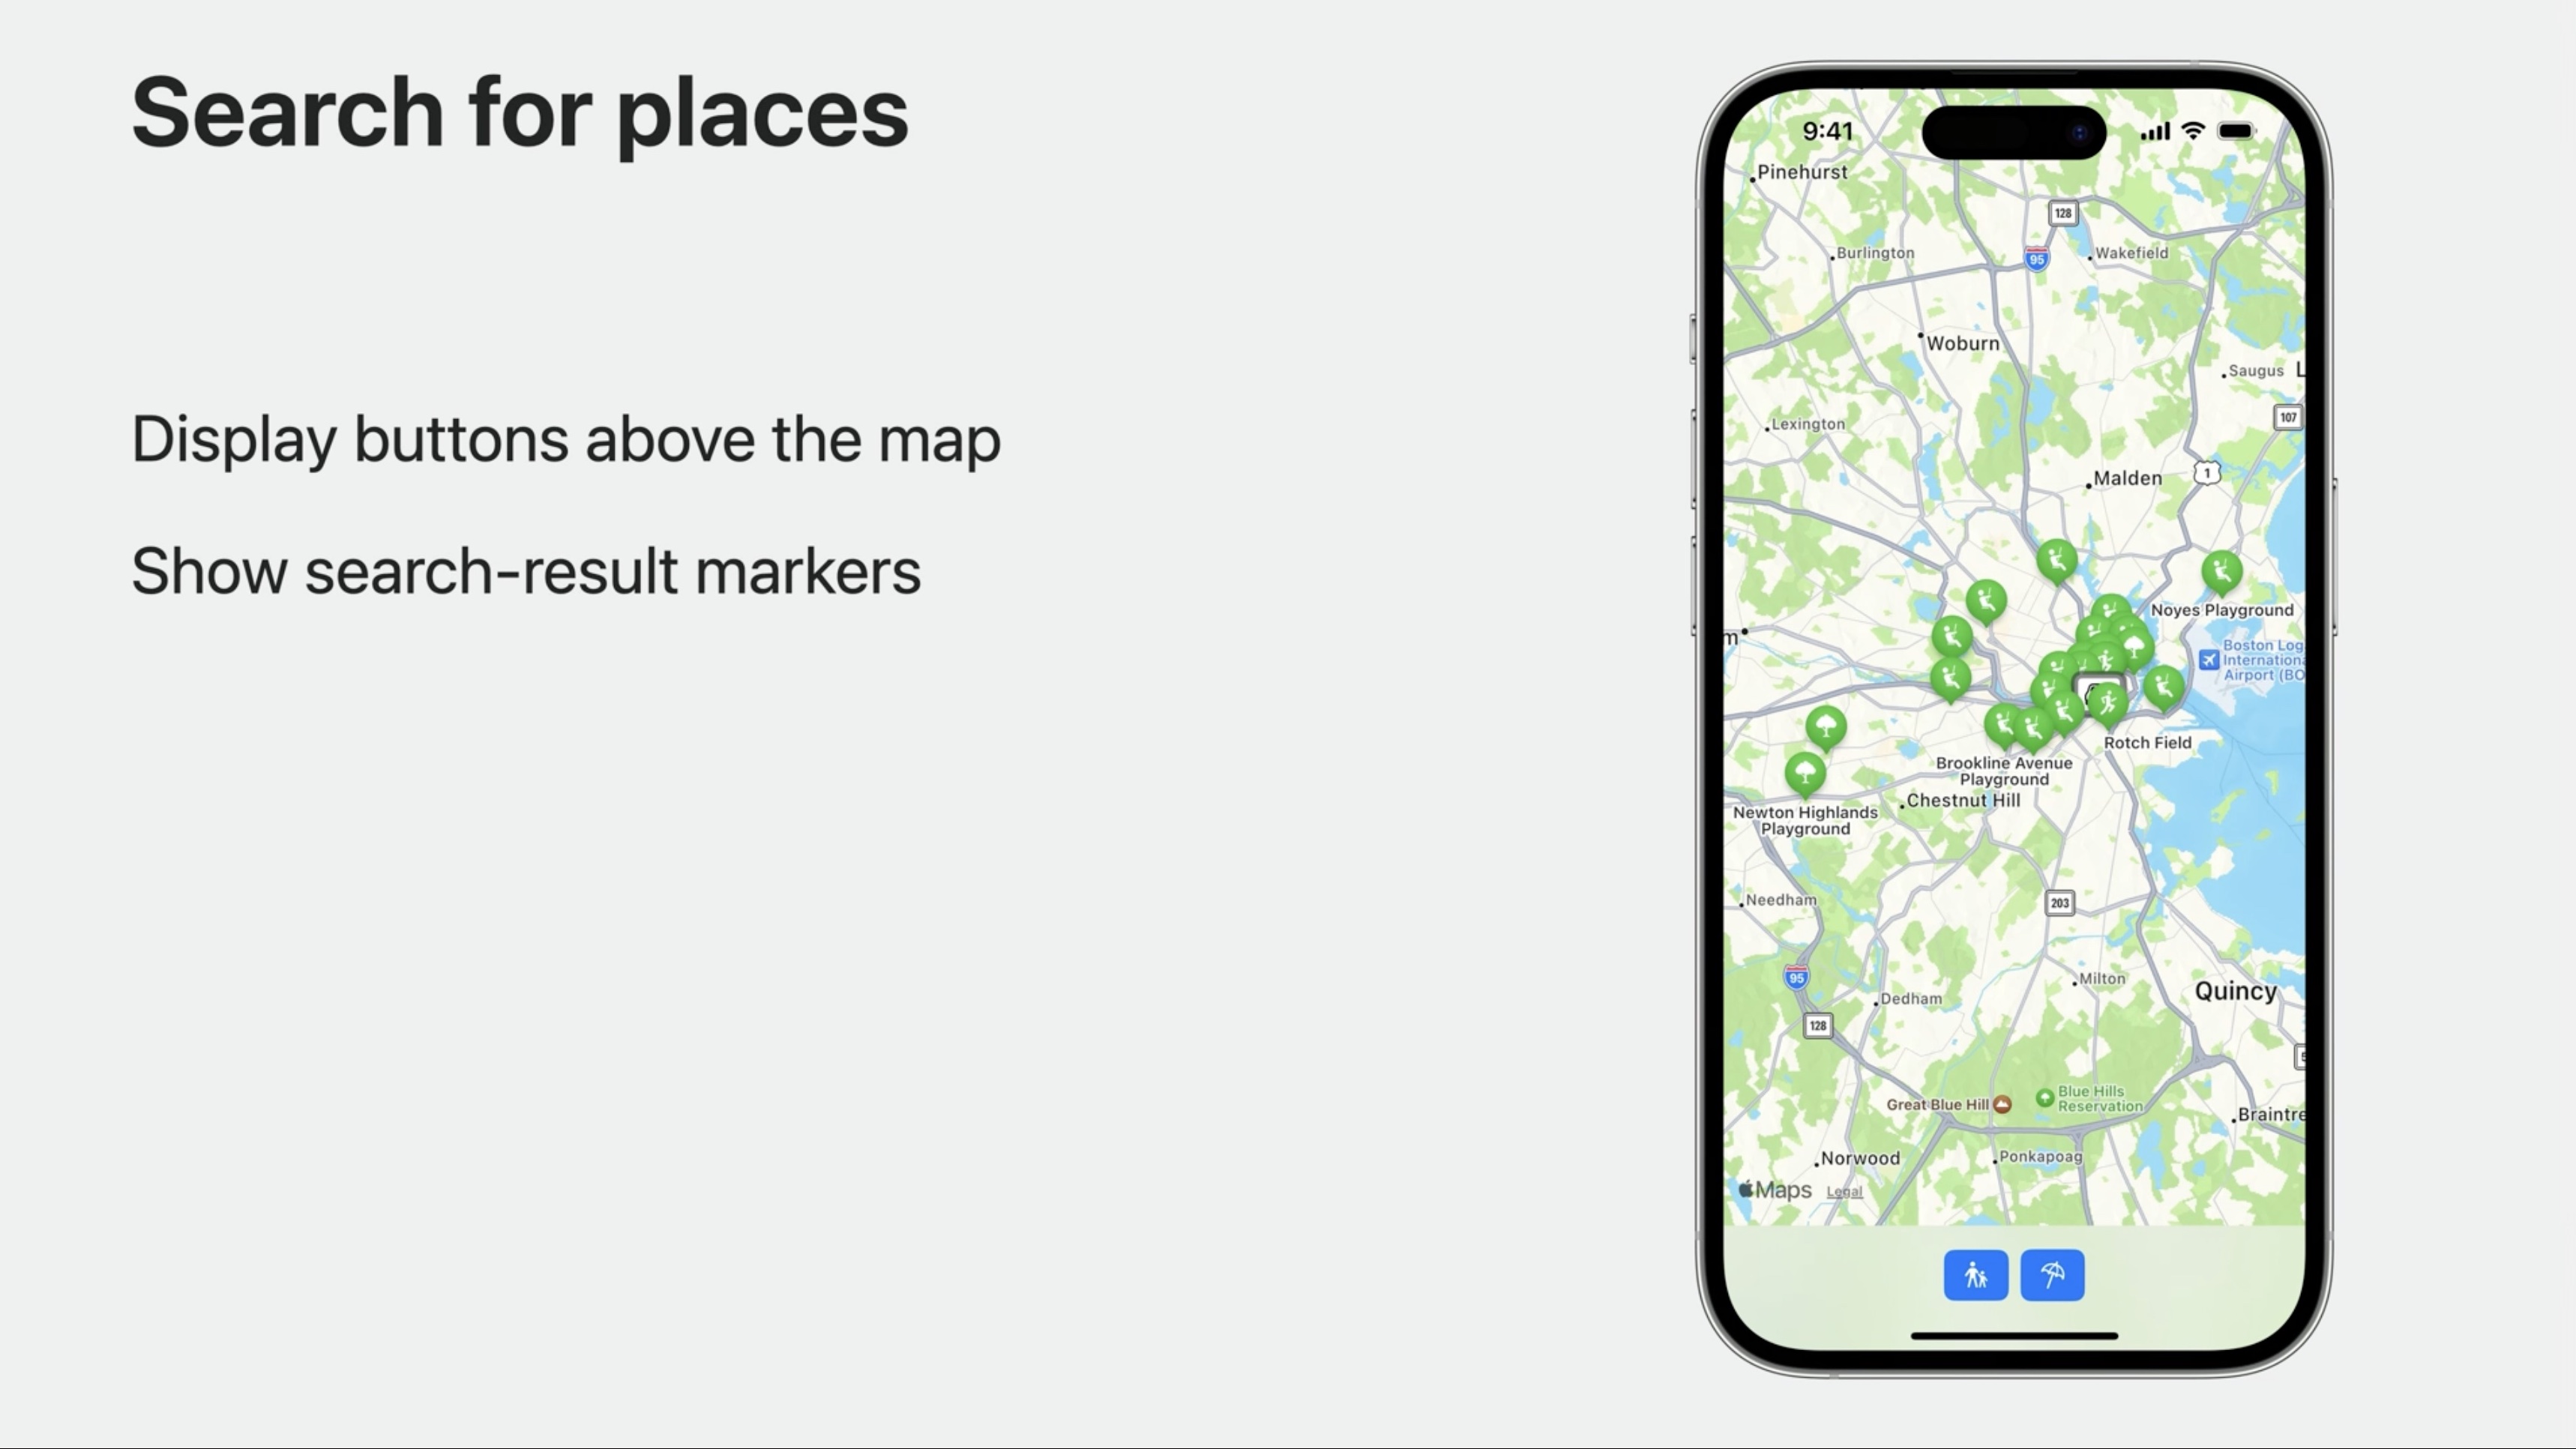 Search for places
Display buttons above the map
Show search-result markers
9:41
Pinehurst
128
Burlington
95
Wakefield
Woburn
Saugus
L
107
Lexington
Malden
1
Noyes Playground
m
Boston Log
Internationa
Airport (BO
Rotch Field
Brookline Avenue
Playground
Chestnut Hill
Newton Highlands
Playground
Needham
203
95
Milton
Quincy
Dedham
128
5
Blue Hills
Reservation
Great Blue Hill
Braintre
Norwood
Ponkapoag
Maps
Legal